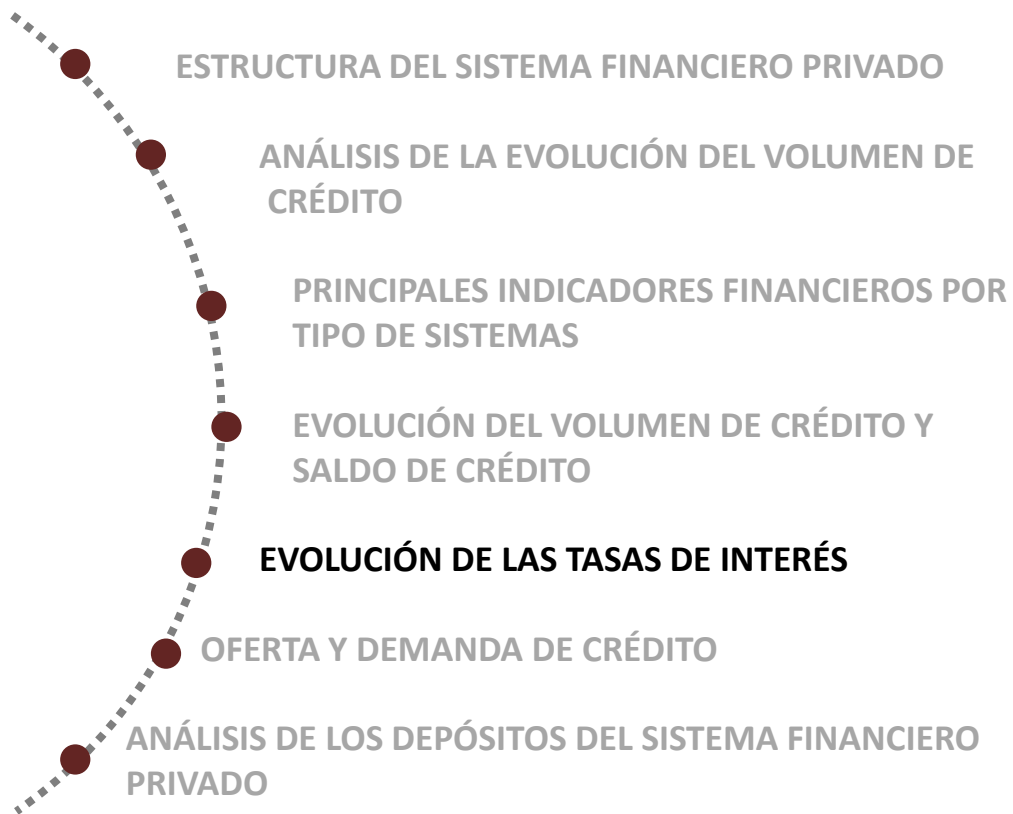 ESTRUCTURA DEL SISTEMA FINANCIERO PRIVADO
ANÁLISIS DE LA EVOLUCIÓN DEL VOLUMEN DE
CRÉDITO
PRINCIPALES INDICADORES FINANCIEROS POR
TIPO DE SISTEMAS
EVOLUCIÓN DEL VOLUMEN DE CRÉDITO Y
SALDO DE CRÉDITO
EVOLUCIÓN DE LAS TASAS DE INTERÉS
OFERTA Y DEMANDA DE CRÉDITO
ANÁLISIS DE LOS DEPÓSITOS DEL SISTEMA FINANCIERO
PRIVADO